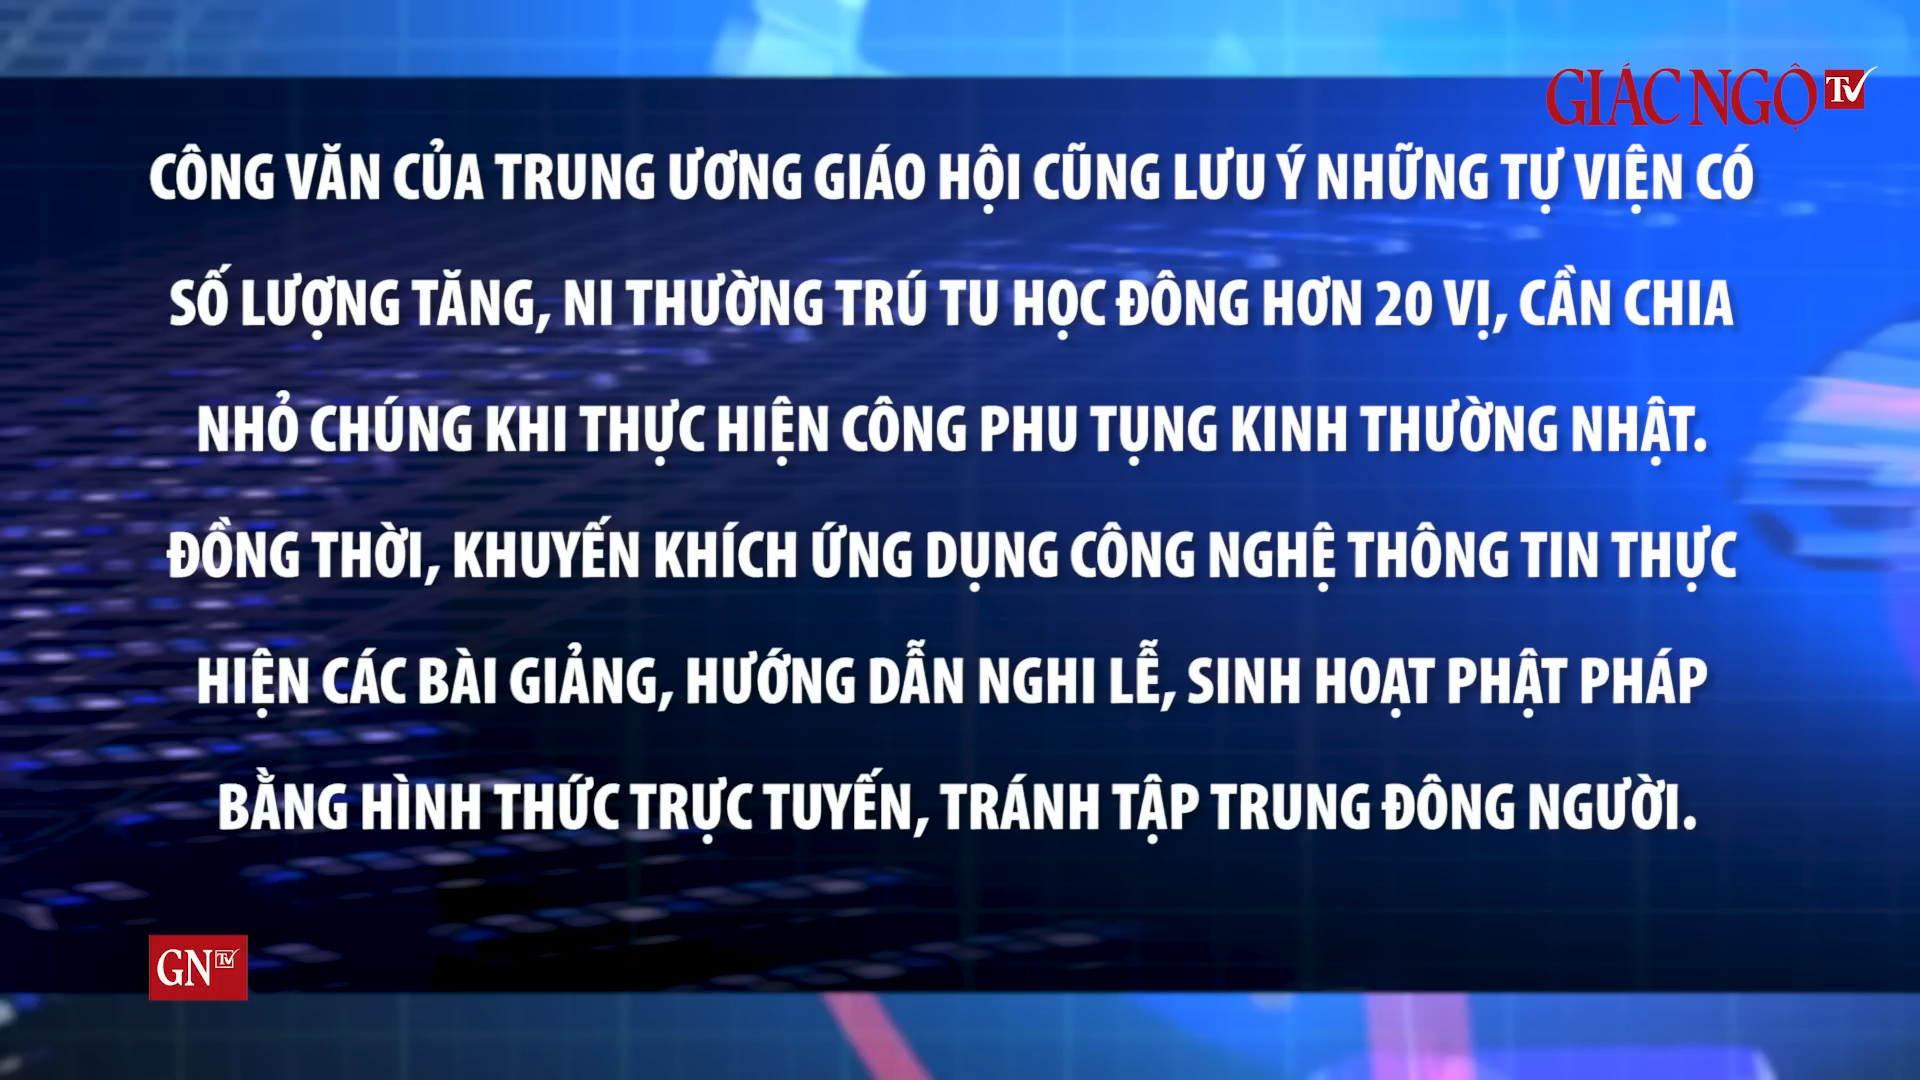 GIÁC NGỘ TV
CÔNG VĂN CỦA TRUNG ƯƠNG GIÁO HỘI CŨNG LƯU Ý NHỮNG TỰ VIỆN CÓ
SỐ LƯỢNG TĂNG, NI THƯỜNG TRÚ TU HỌC ĐÔNG HƠN 20 VỊ, CẦN CHIA
NHỎ CHÚNG KHI THỰC HIỆN CÔNG PHU TỤNG KINH THƯỜNG NHẬT.
ĐỒNG THỜI, KHUYẾN KHÍCH ỨNG DỤNG CÔNG NGHỆ THÔNG TIN THỰC
HIỆN CÁC BÀI GIẢNG, HƯỚNG DẪN NGHI LỄ, SINH HOẠT PHẬT PHÁP
BẰNG HÌNH THỨC TRỰC TUYẾN, TRÁNH TẬP TRUNG ĐÔNG NGƯỜI.
GN TV